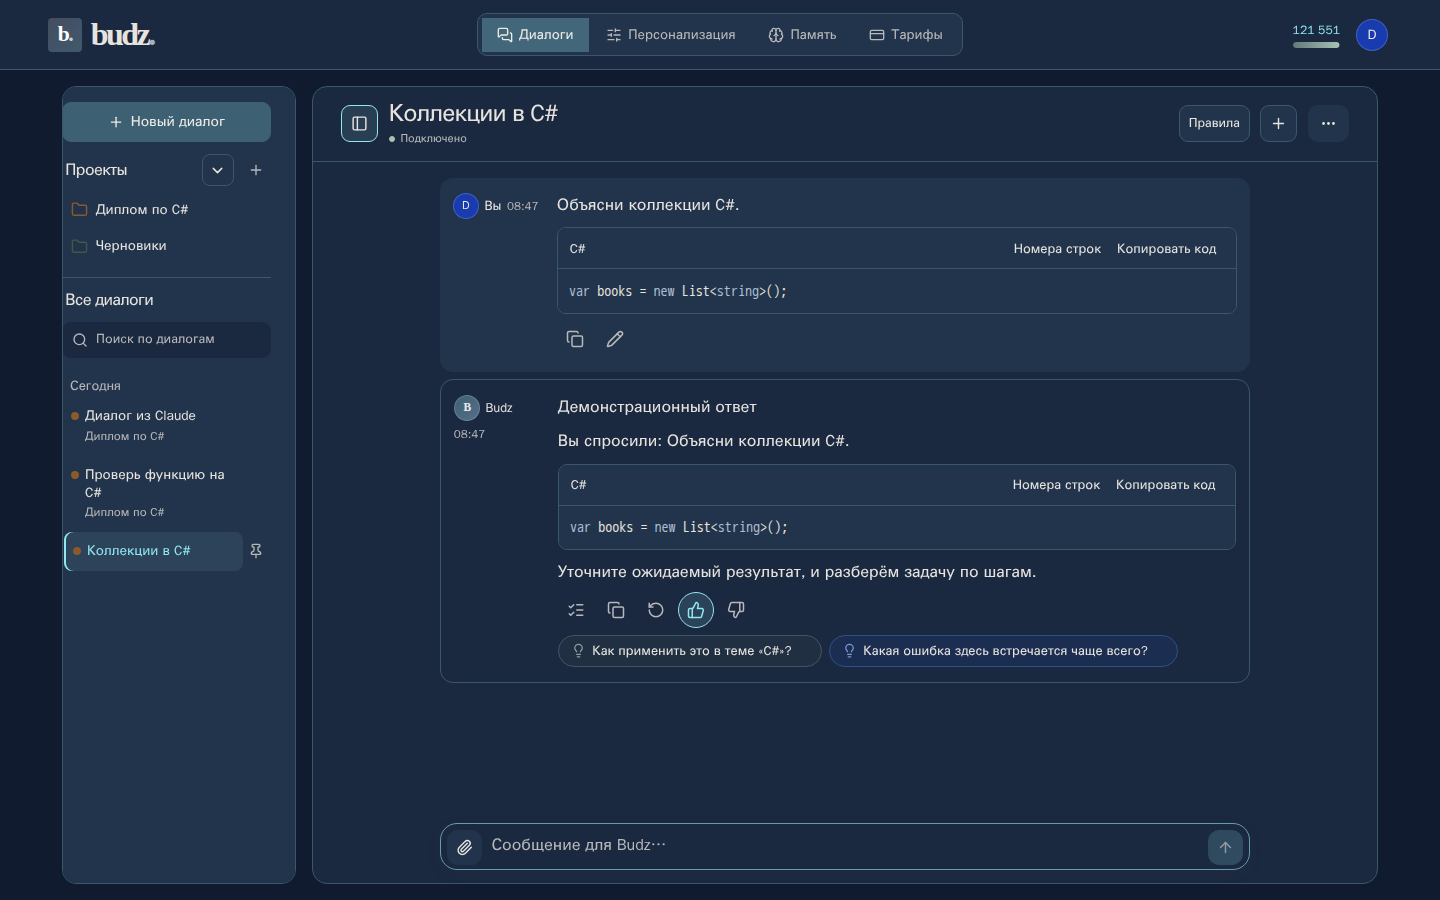 b. budz.
Диалоги
Персонализация
Память
Тарифы
121 551
D
Новый диалог
Проекты
Диплом по C#
Черновики
Все диалоги
Поиск по диалогам
Сегодня
Диалог из Claude
Диплом по C#
Проверь функцию на
C#
Диплом по C#
Коллекции в C#
Коллекции в C#
Подключено
Правила
D Вы 08:47
Объясни коллекции C#.
C#
Номера строк
Копировать код
var books = new List<string>();
B Budz
08:47
Демонстрационный ответ
Вы спросили: Объясни коллекции C#.
C#
Номера строк
Копировать код
var books = new List<string>();
Уточните ожидаемый результат, и разберём задачу по шагам.
Как применить это в теме «C#»?
Какая ошибка здесь встречается чаще всего?
Сообщение для Budz…